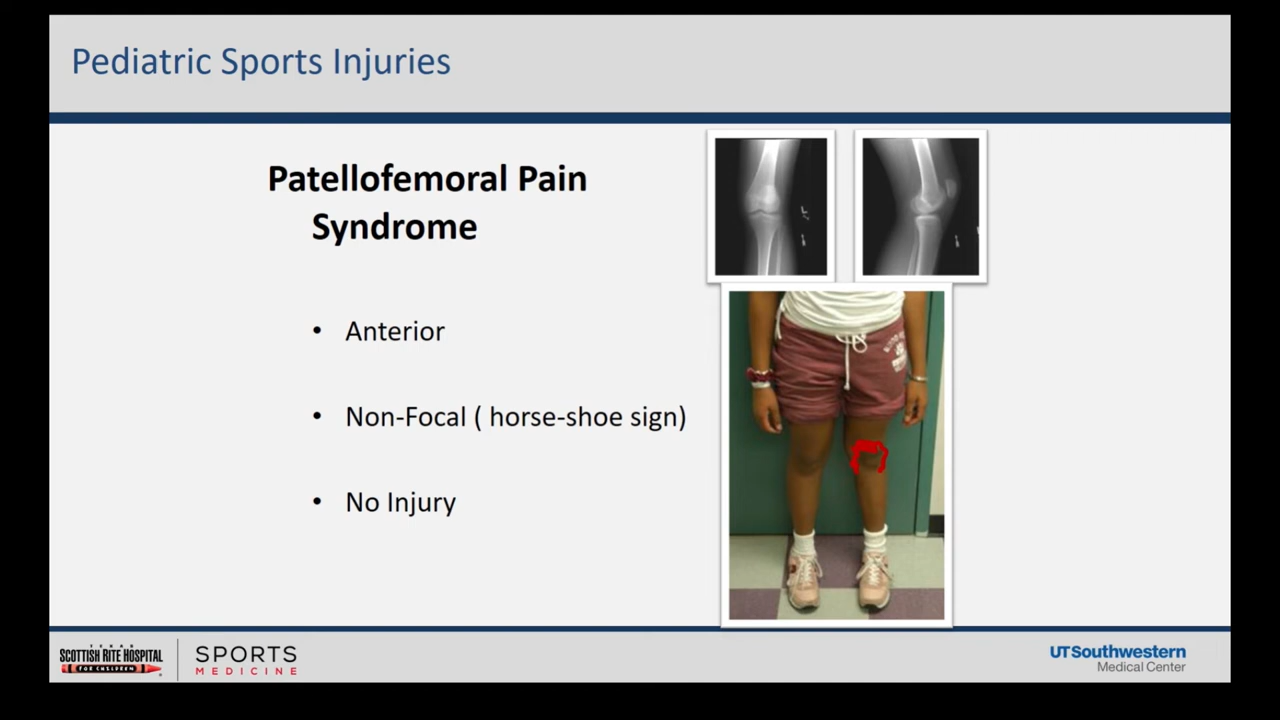 Pediatric Sports Injuries
Patellofemoral Pain
Syndrome
• Anterior
• Non-Focal ( horse-shoe sign)
• No Injury
TEXAS
SCOTTISH RITE HOSPITAL
FOR CHILDREN
SPORTS
MEDICINE
UTSouthwestern
Medical Center